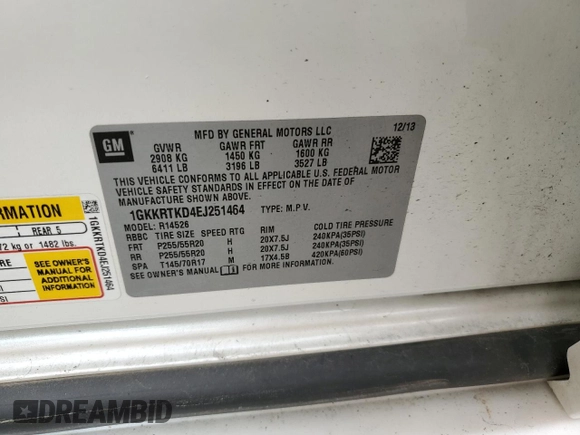 GM
MFD BY GENERAL MOTORS LLC
12/13
GVWR GAWR FRT GAWR RR
2908 KG 1450 KG 1600 KG
6411 LB 3196 LB 3527 LB
THIS VEHICLE CONFORMS TO ALL APPLICABLE U.S. FEDERAL MOTOR
VEHICLE SAFETY STANDARDS IN EFFECT ON THE DATE OF
MANUFACTURE SHOWN ABOVE.
1GKKRTKD4EJ251464 TYPE: M.P.V.
MODEL: R14526
RBBC TIRE SIZE SPEED RTG RIM COLD TIRE PRESSURE
FRT P255/55R20 H 20X7.5J 240KPA(35PSI)
RR P255/55R20 H 20X7.5J 240KPA(35PSI)
SPA T145/70R17 M 17X4.5B 420KPA(60PSI)
SEE OWNER'S MANUAL FOR MORE INFORMATION.
RMATION
REAR 5
72 kg or 1482 lbs.
SEE OWNER'S
MANUAL FOR
ADDITIONAL
INFORMATION
1GKKRTKD4EJ251464
DREAMBID